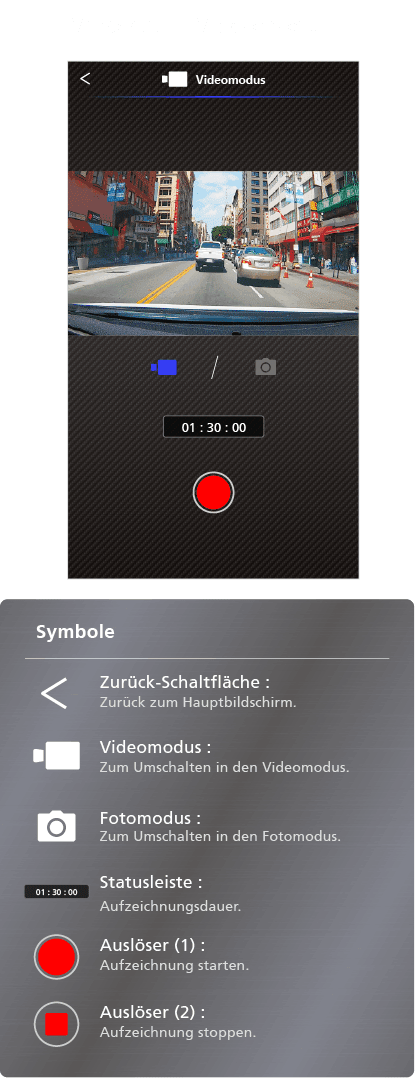 Videomodus
01 : 30 : 00
Symbole
Zurück-Schaltfläche :
Zurück zum Hauptbildschirm.
Videomodus :
Zum Umschalten in den Videomodus.
Fotomodus :
Zum Umschalten in den Fotomodus.
01 : 30 : 00
Statusleiste :
Aufzeichnungsdauer.
Auslöser (1) :
Aufzeichnung starten.
Auslöser (2) :
Aufzeichnung stoppen.